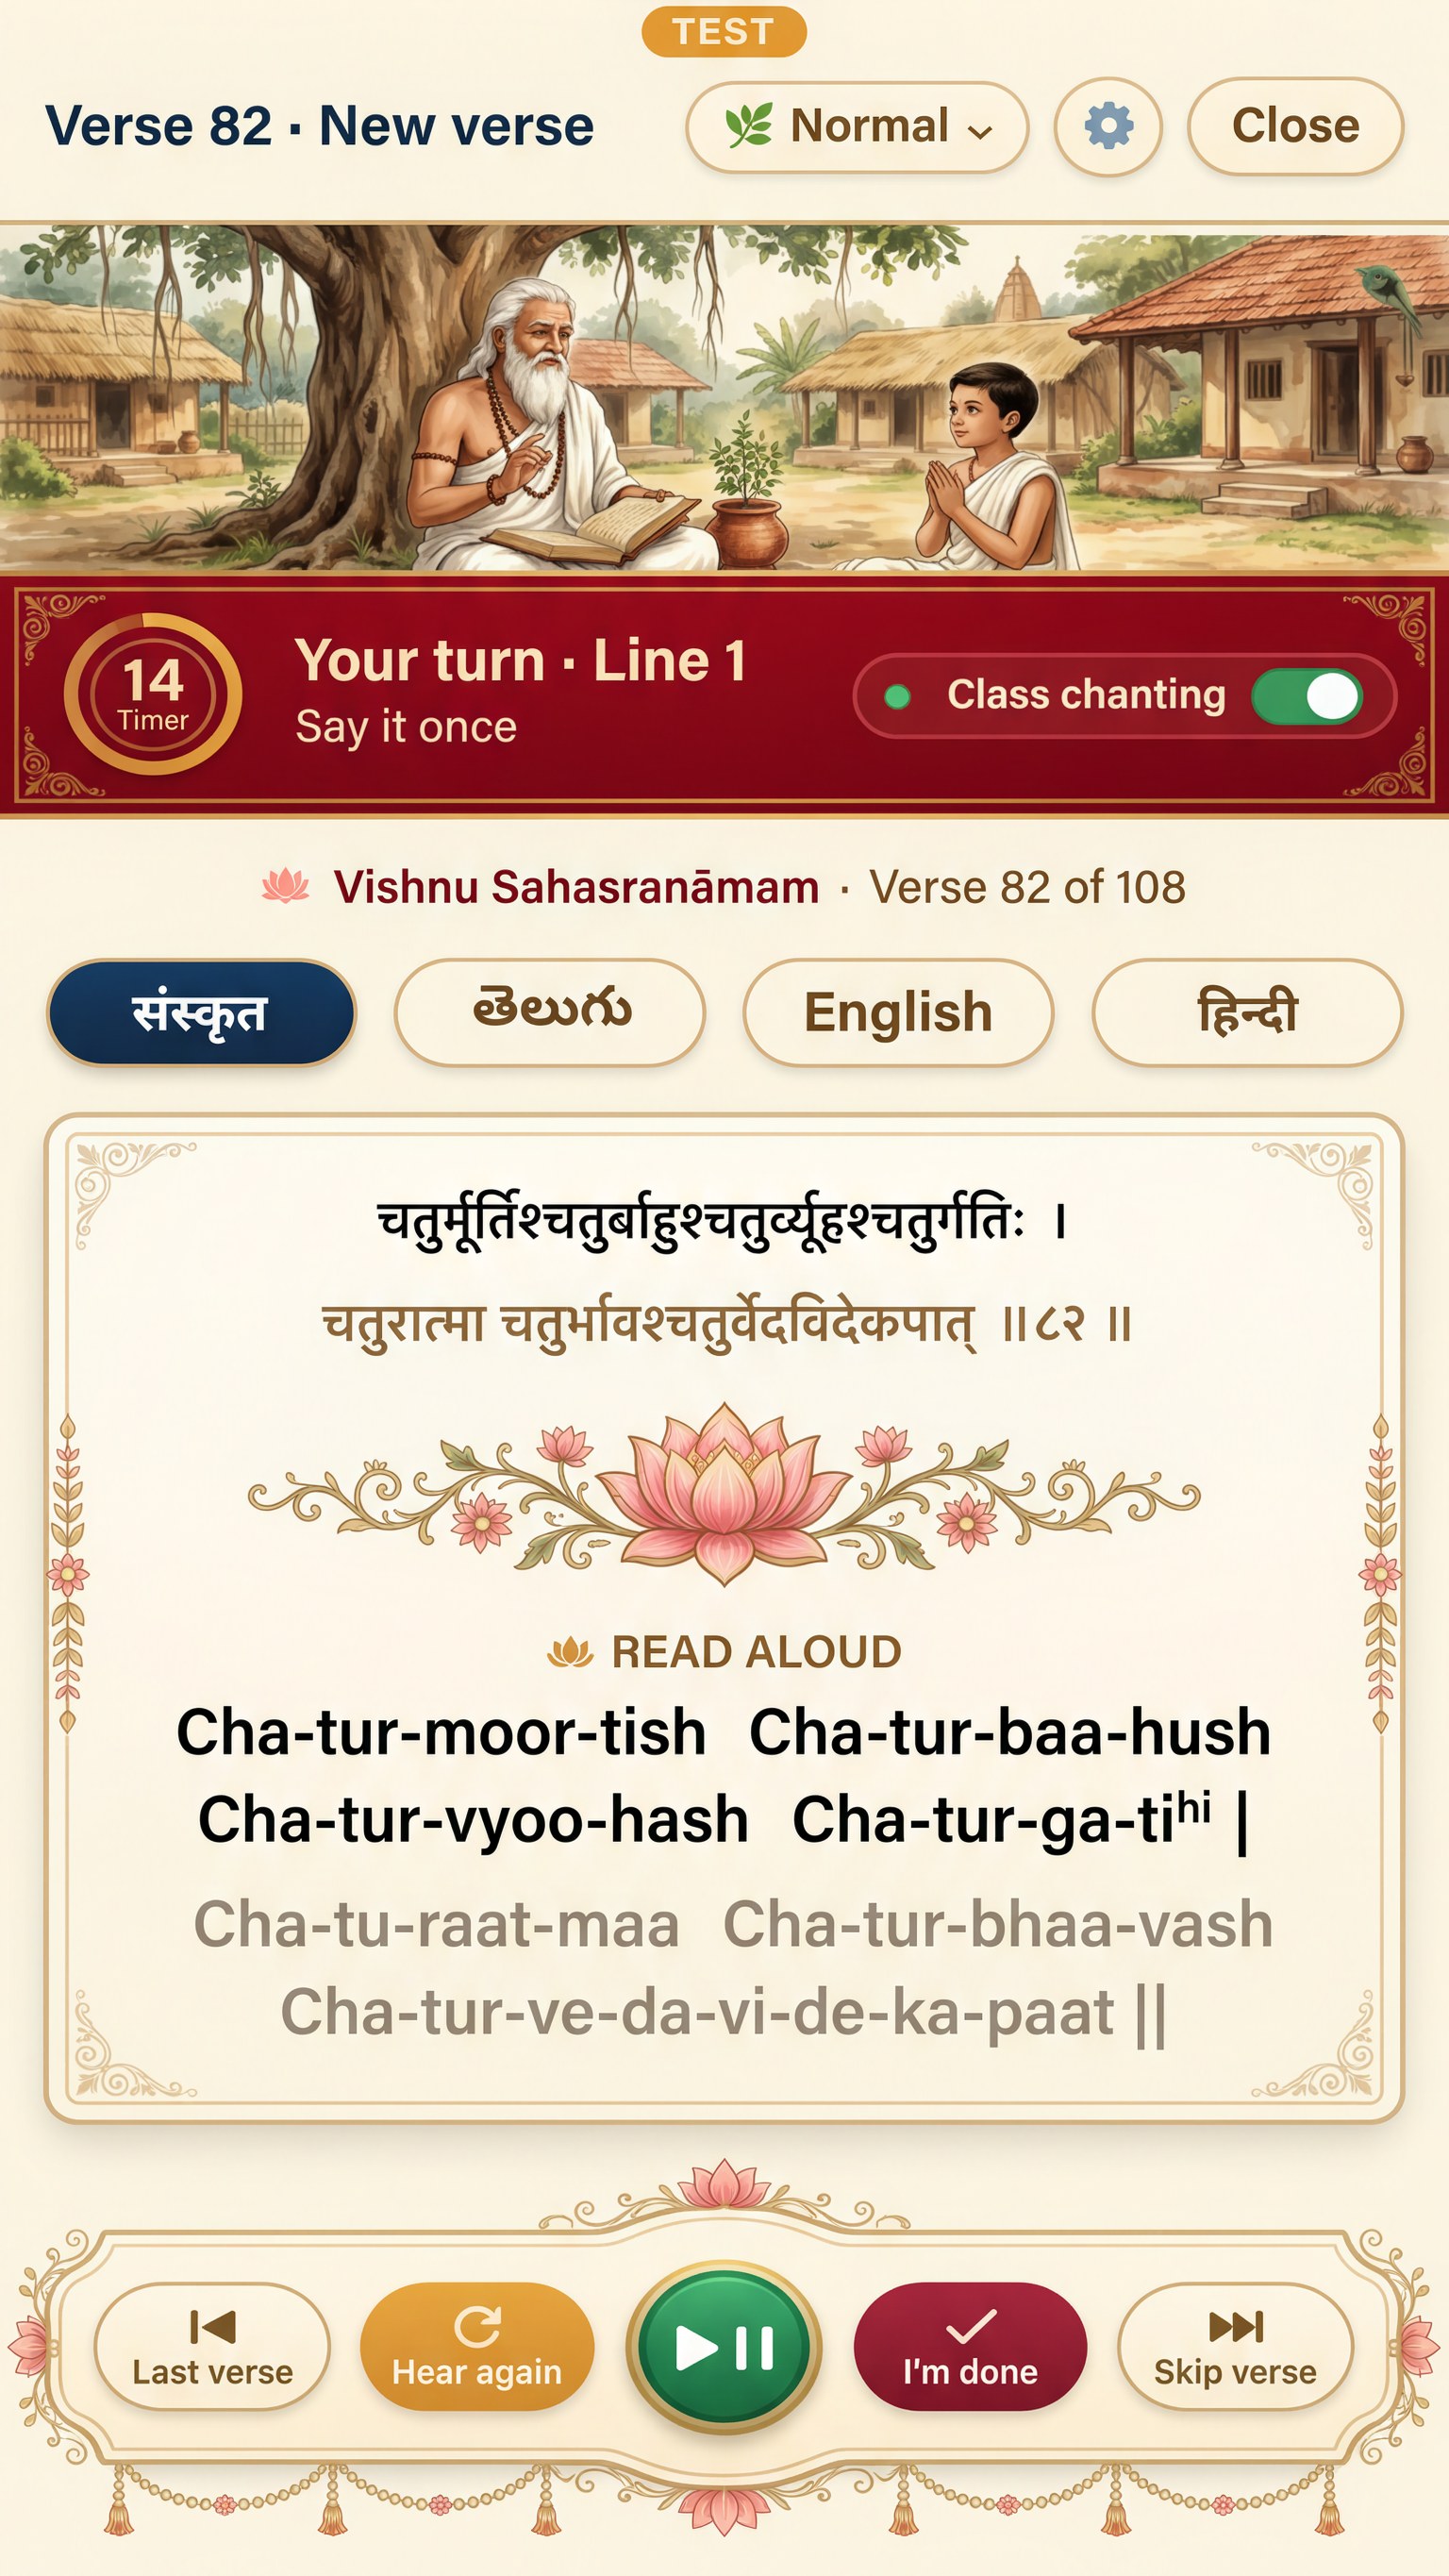 TEST
Verse 82 · New verse
Normal
Close
14
Timer
Your turn · Line 1
Say it once
Class chanting
Vishnu Sahasranāmam · Verse 82 of 108
संस्कृत
తెలుగు
English
हिन्दी
चतुर्मूर्तिश्चतुर्बाहुश्चतुर्व्यूहश्चतुर्गतिः ।
चतुरात्मा चतुर्भावश्चतुर्वेदविदेकपात् ॥८२ ॥
READ ALOUD
Cha-tur-moor-tish Cha-tur-baa-hush
Cha-tur-vyoo-hash Cha-tur-ga-tiʰⁱ |
Cha-tu-raat-maa Cha-tur-bhaa-vash
Cha-tur-ve-da-vi-de-ka-paat ||
Last verse
Hear again
I'm done
Skip verse